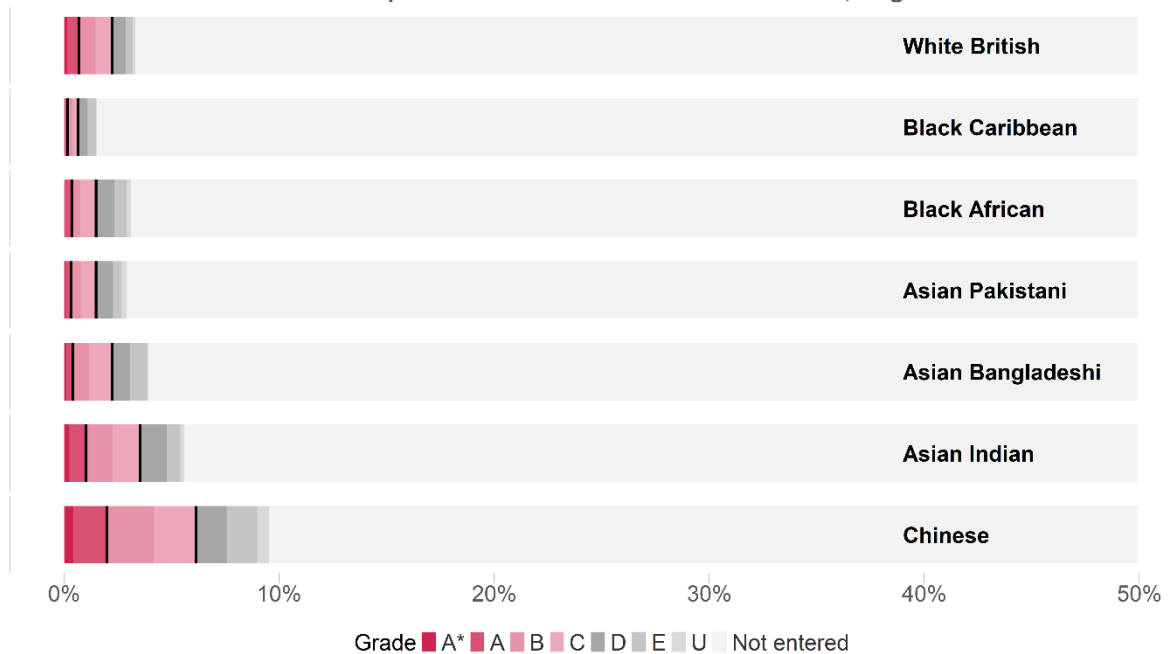 White British
Black Caribbean
Black African
Asian Pakistani
Asian Bangladeshi
Asian Indian
Chinese
0% 10% 20% 30% 40% 50%
Grade A* A B C D E U Not entered